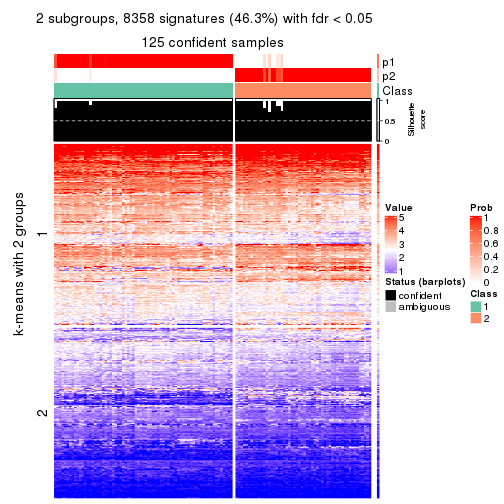 2 subgroups, 8358 signatures (46.3%) with fdr < 0.05
125 confident samples
p1
p2
Class
1
0.5
0
Silhouette
score
k-means with 2 groups
1
2
Value
5
4
3
2
1
Status (barplots)
confident
ambiguous
Prob
1
0.8
0.6
0.4
0.2
0
Class
1
2